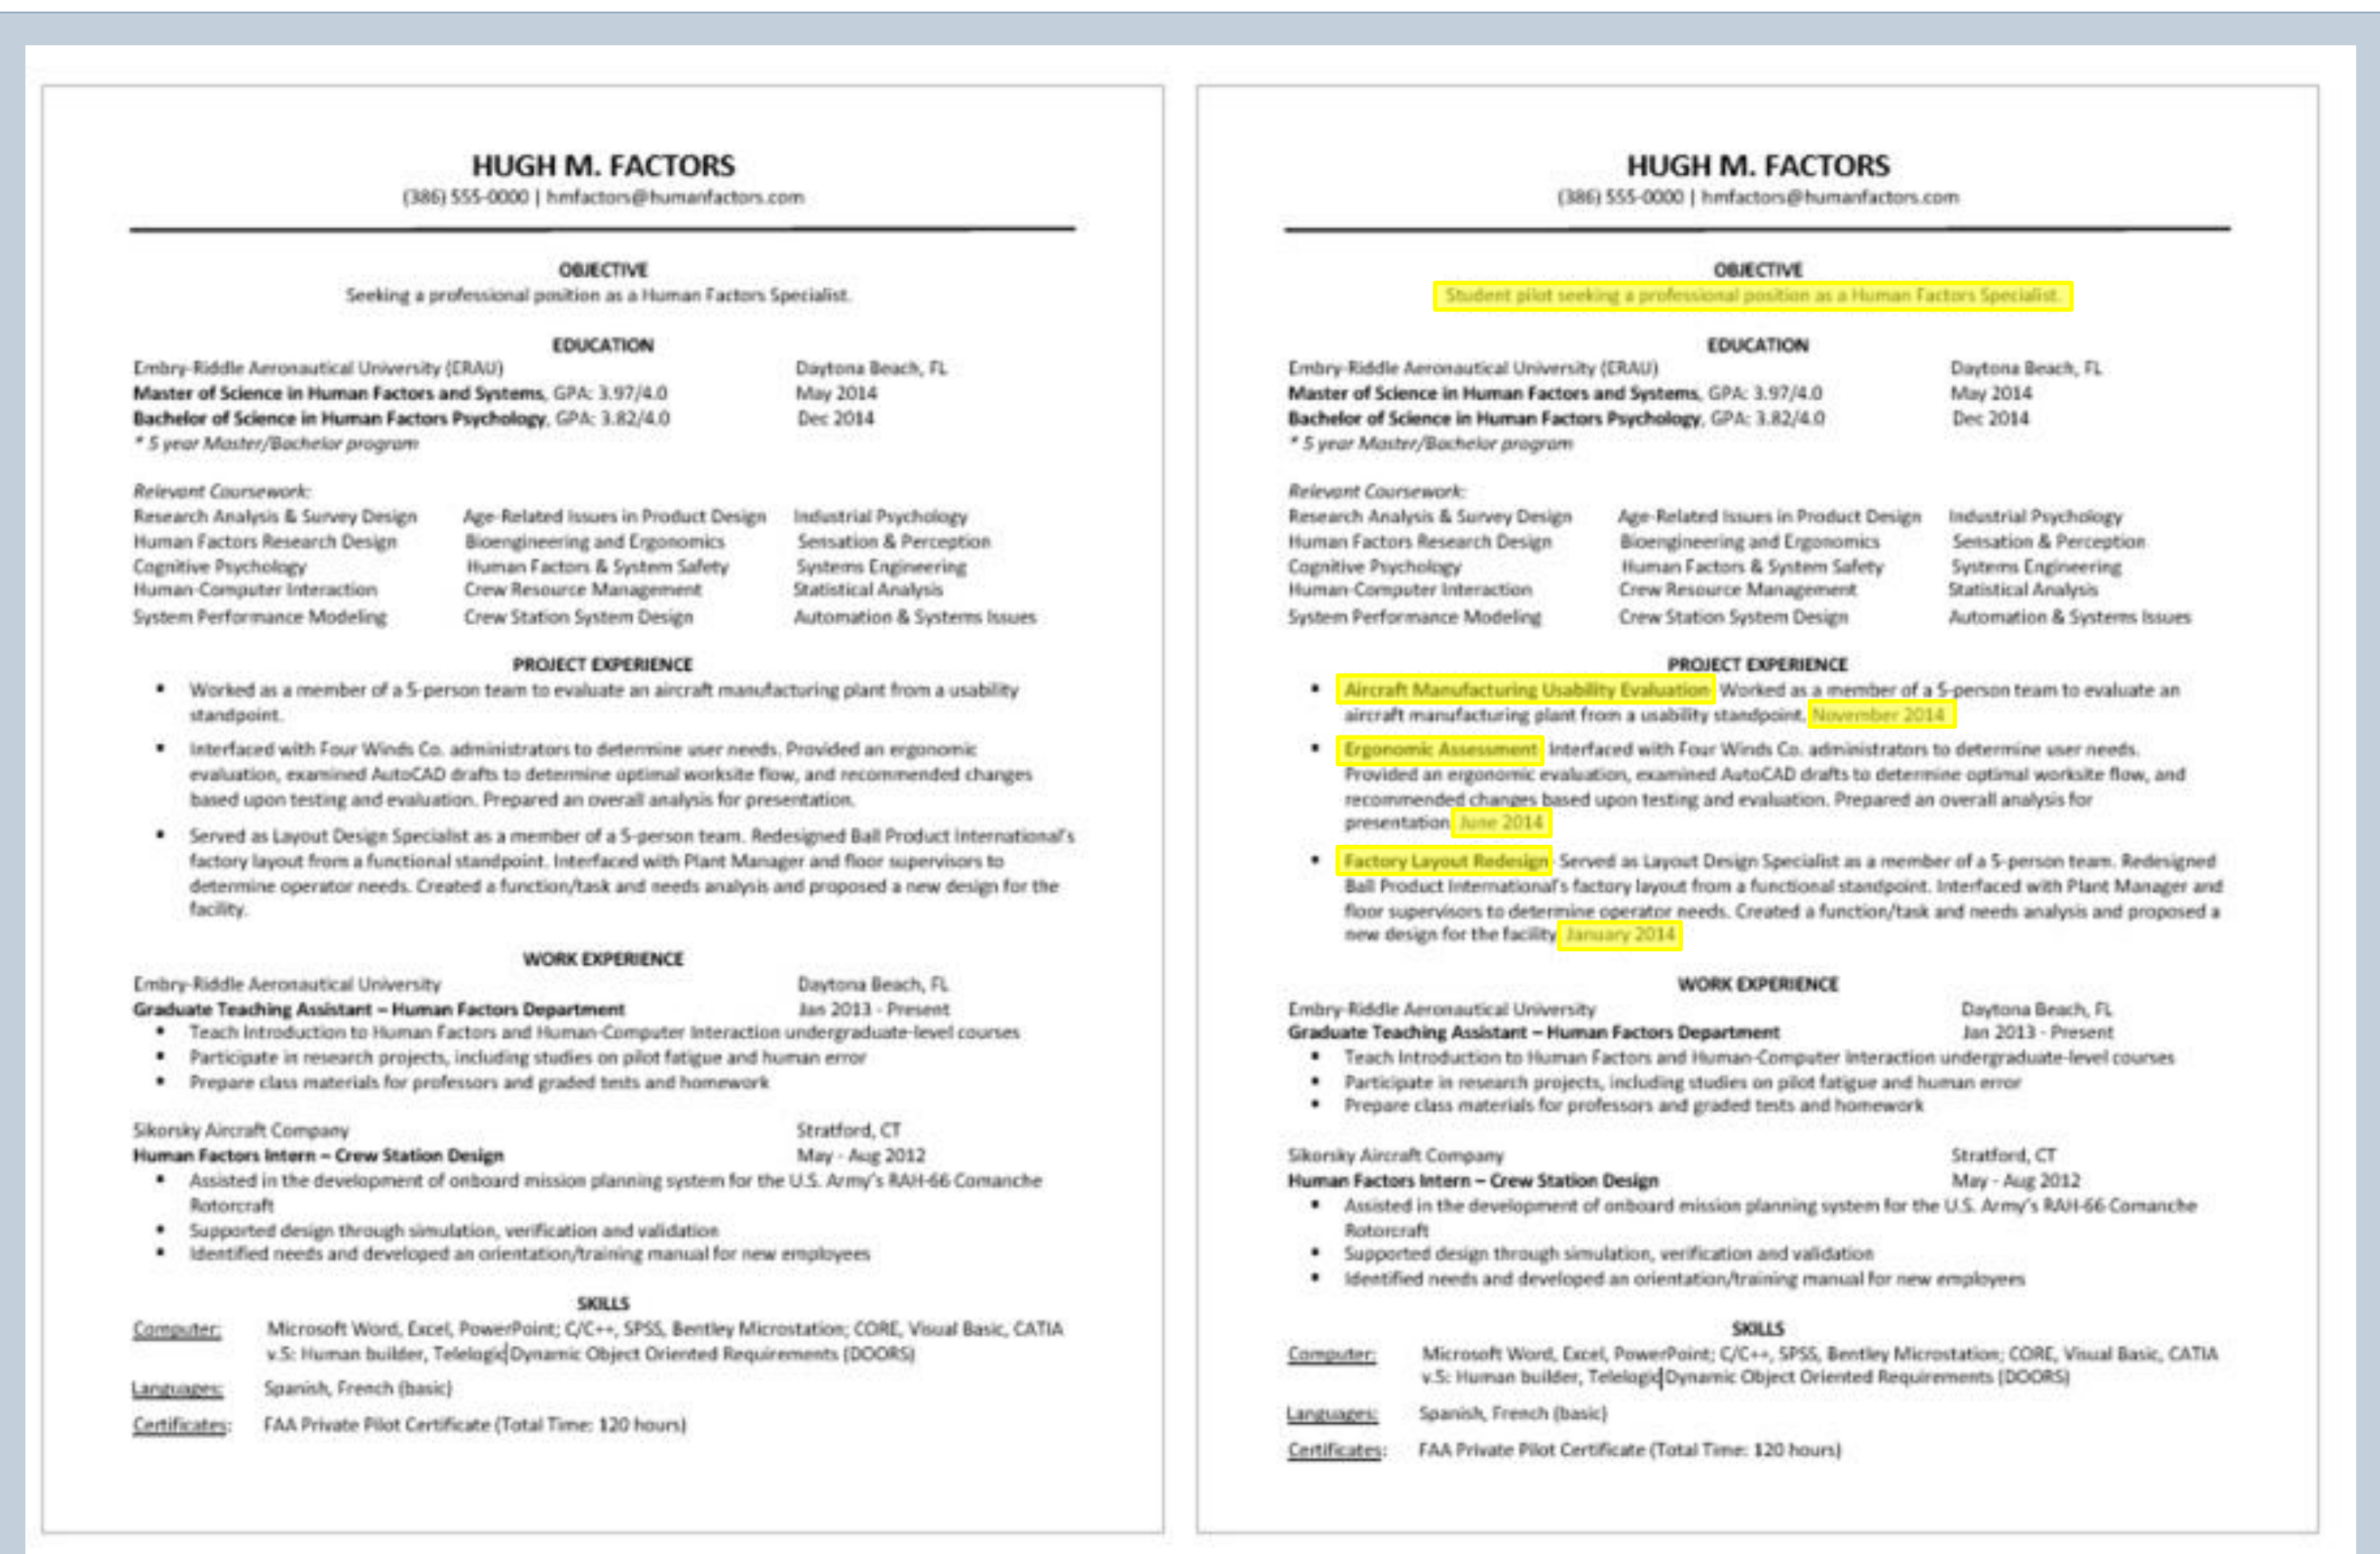 HUGH M. FACTORS
(386) 555-0000 | hmfactors@humanfactors.com
OBJECTIVE
Seeking a professional position as a Human Factors Specialist.
EDUCATION
Embry-Riddle Aeronautical University (ERAU) Daytona Beach, FL
Master of Science in Human Factors and Systems, GPA: 3.97/4.0 May 2014
Bachelor of Science in Human Factors Psychology, GPA: 3.82/4.0 Dec 2014
* 5 year Master/Bachelor program
Relevant Coursework:
Research Analysis & Survey Design Age-Related Issues in Product Design Industrial Psychology
Human Factors Research Design Bioengineering and Ergonomics Sensation & Perception
Cognitive Psychology Human Factors & System Safety Systems Engineering
Human-Computer Interaction Crew Resource Management Statistical Analysis
System Performance Modeling Crew Station System Design Automation & Systems Issues
PROJECT EXPERIENCE
▪ Worked as a member of a 5-person team to evaluate an aircraft manufacturing plant from a usability
standpoint.
▪ Interfaced with Four Winds Co. administrators to determine user needs. Provided an ergonomic
evaluation, examined AutoCAD drafts to determine optimal worksite flow, and recommended changes
based upon testing and evaluation. Prepared an overall analysis for presentation.
▪ Served as Layout Design Specialist as a member of a 5-person team. Redesigned Ball Product International's
factory layout from a functional standpoint. Interfaced with Plant Manager and floor supervisors to
determine operator needs. Created a function/task and needs analysis and proposed a new design for the
facility.
WORK EXPERIENCE
Embry-Riddle Aeronautical University Daytona Beach, FL
Graduate Teaching Assistant – Human Factors Department Jan 2013 - Present
▪ Teach Introduction to Human Factors and Human-Computer Interaction undergraduate-level courses
▪ Participate in research projects, including studies on pilot fatigue and human error
▪ Prepare class materials for professors and graded tests and homework
Sikorsky Aircraft Company Stratford, CT
Human Factors Intern – Crew Station Design May - Aug 2012
▪ Assisted in the development of onboard mission planning system for the U.S. Army's RAH-66 Comanche
Rotorcraft
▪ Supported design through simulation, verification and validation
▪ Identified needs and developed an orientation/training manual for new employees
SKILLS
Computer: Microsoft Word, Excel, PowerPoint; C/C++, SPSS, Bentley Microstation; CORE, Visual Basic, CATIA
v.5: Human builder, Telelogic Dynamic Object Oriented Requirements (DOORS)
Languages: Spanish, French (basic)
Certificates: FAA Private Pilot Certificate (Total Time: 120 hours)
HUGH M. FACTORS
(386) 555-0000 | hmfactors@humanfactors.com
OBJECTIVE
Student pilot seeking a professional position as a Human Factors Specialist.
EDUCATION
Embry-Riddle Aeronautical University (ERAU) Daytona Beach, FL
Master of Science in Human Factors and Systems, GPA: 3.97/4.0 May 2014
Bachelor of Science in Human Factors Psychology, GPA: 3.82/4.0 Dec 2014
* 5 year Master/Bachelor program
Relevant Coursework:
Research Analysis & Survey Design Age-Related Issues in Product Design Industrial Psychology
Human Factors Research Design Bioengineering and Ergonomics Sensation & Perception
Cognitive Psychology Human Factors & System Safety Systems Engineering
Human-Computer Interaction Crew Resource Management Statistical Analysis
System Performance Modeling Crew Station System Design Automation & Systems Issues
PROJECT EXPERIENCE
▪ Aircraft Manufacturing Usability Evaluation Worked as a member of a 5-person team to evaluate an
aircraft manufacturing plant from a usability standpoint. November 2014
▪ Ergonomic Assessment Interfaced with Four Winds Co. administrators to determine user needs.
Provided an ergonomic evaluation, examined AutoCAD drafts to determine optimal worksite flow, and
recommended changes based upon testing and evaluation. Prepared an overall analysis for
presentation June 2014
▪ Factory Layout Redesign Served as Layout Design Specialist as a member of a 5-person team. Redesigned
Ball Product International's factory layout from a functional standpoint. Interfaced with Plant Manager and
floor supervisors to determine operator needs. Created a function/task and needs analysis and proposed a
new design for the facility January 2014
WORK EXPERIENCE
Embry-Riddle Aeronautical University Daytona Beach, FL
Graduate Teaching Assistant – Human Factors Department Jan 2013 - Present
▪ Teach Introduction to Human Factors and Human-Computer Interaction undergraduate-level courses
▪ Participate in research projects, including studies on pilot fatigue and human error
▪ Prepare class materials for professors and graded tests and homework
Sikorsky Aircraft Company Stratford, CT
Human Factors Intern – Crew Station Design May - Aug 2012
▪ Assisted in the development of onboard mission planning system for the U.S. Army's RAH-66 Comanche
Rotorcraft
▪ Supported design through simulation, verification and validation
▪ Identified needs and developed an orientation/training manual for new employees
SKILLS
Computer: Microsoft Word, Excel, PowerPoint; C/C++, SPSS, Bentley Microstation; CORE, Visual Basic, CATIA
v.5: Human builder, Telelogic Dynamic Object Oriented Requirements (DOORS)
Languages: Spanish, French (basic)
Certificates: FAA Private Pilot Certificate (Total Time: 120 hours)